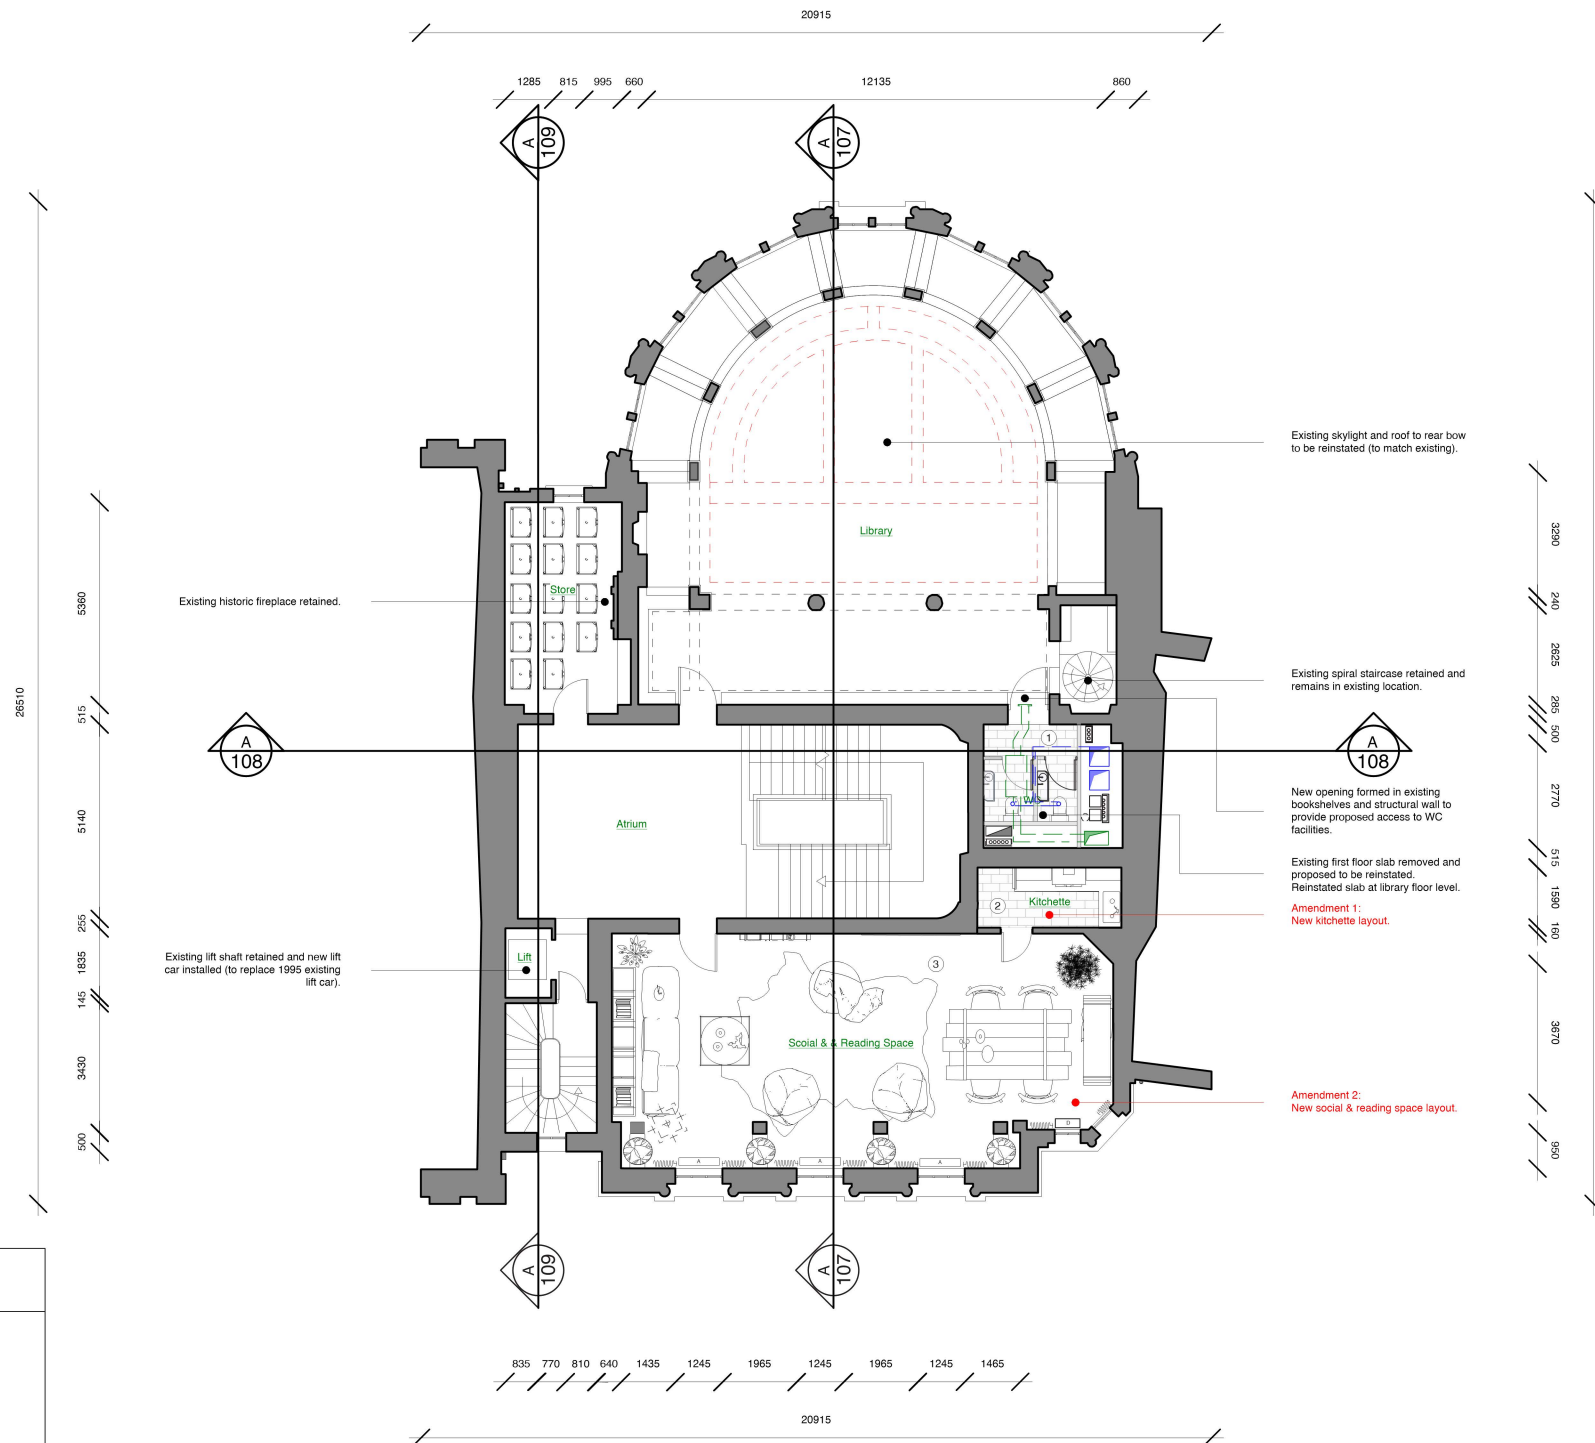 20915
1285 815 995 660 12135 860
A
109
A
107
Existing skylight and roof to rear bow
to be reinstated (to match existing).
Library
3290
Store
5360
Existing historic fireplace retained.
240
2625
Existing spiral staircase retained and
remains in existing location.
26510
515
285
500
1
A
108
A
108
New opening formed in existing
bookshelves and structural wall to
provide proposed access to WC
facilities.
2770
5140
Atrium
515
Existing first floor slab removed and
proposed to be reinstated.
Reinstated slab at library floor level.
1590
2
Kitchette
Amendment 1:
New kitchette layout.
255
160
1835
Existing lift shaft retained and new lift
car installed (to replace 1995 existing
lift car).
Lift
3
145
3670
Scoial & & Reading Space
3430
Amendment 2:
New social & reading space layout.
D
500
950
A
A
A
A
109
A
107
835 770 810 640 1435 1245 1965 1245 1965 1245 1465
20915